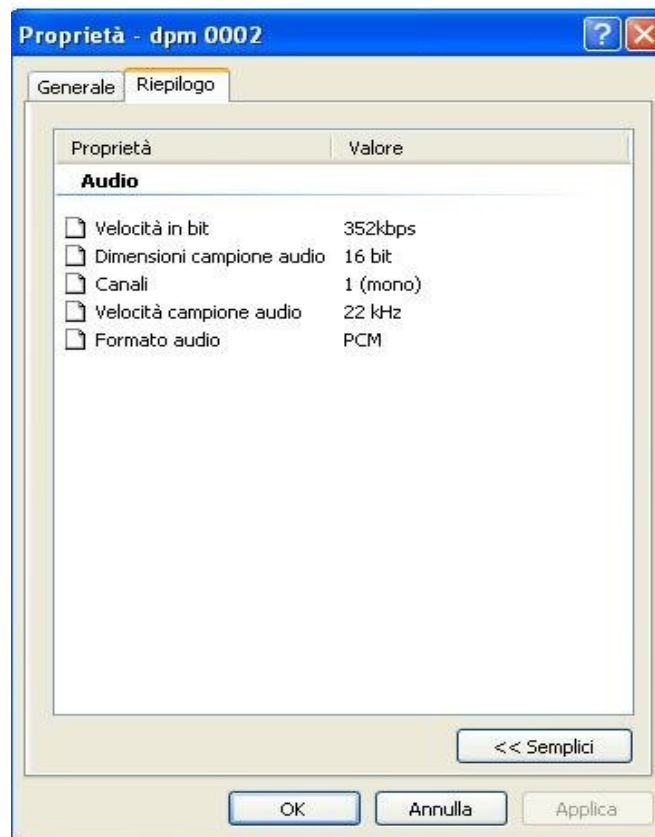 Proprietà - dpm 0002
Generale Riepilogo
Proprietà Valore
Audio
Velocità in bit 352kbps
Dimensioni campione audio 16 bit
Canali 1 (mono)
Velocità campione audio 22 kHz
Formato audio PCM
<< Semplici
OK Annulla Applica